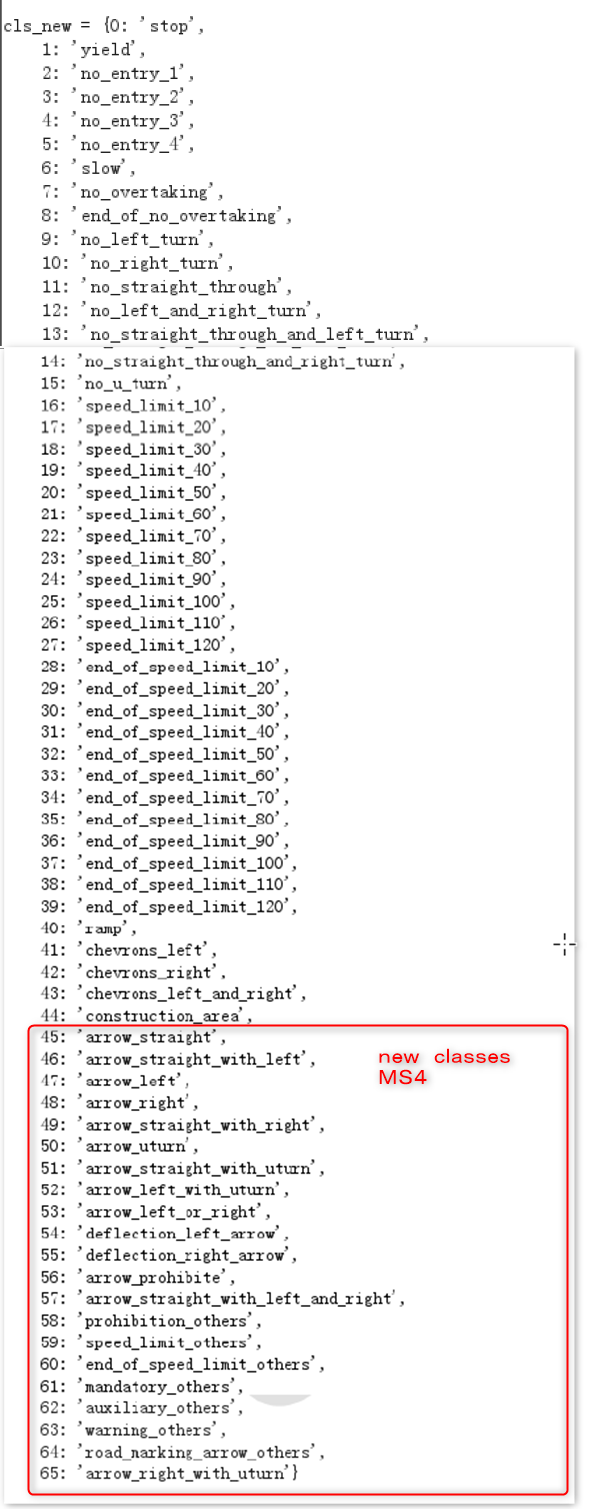 cls_new = {0: 'stop',
1: 'yield',
2: 'no_entry_1',
3: 'no_entry_2',
4: 'no_entry_3',
5: 'no_entry_4',
6: 'slow',
7: 'no_overtaking',
8: 'end_of_no_overtaking',
9: 'no_left_turn',
10: 'no_right_turn',
11: 'no_straight_through',
12: 'no_left_and_right_turn',
13: 'no_straight_through_and_left_turn',
14: 'no_straight_through_and_right_turn',
15: 'no_u_turn',
16: 'speed_limit_10',
17: 'speed_limit_20',
18: 'speed_limit_30',
19: 'speed_limit_40',
20: 'speed_limit_50',
21: 'speed_limit_60',
22: 'speed_limit_70',
23: 'speed_limit_80',
24: 'speed_limit_90',
25: 'speed_limit_100',
26: 'speed_limit_110',
27: 'speed_limit_120',
28: 'end_of_speed_limit_10',
29: 'end_of_speed_limit_20',
30: 'end_of_speed_limit_30',
31: 'end_of_speed_limit_40',
32: 'end_of_speed_limit_50',
33: 'end_of_speed_limit_60',
34: 'end_of_speed_limit_70',
35: 'end_of_speed_limit_80',
36: 'end_of_speed_limit_90',
37: 'end_of_speed_limit_100',
38: 'end_of_speed_limit_110',
39: 'end_of_speed_limit_120',
40: 'ramp',
41: 'chevrons_left',
42: 'chevrons_right',
43: 'chevrons_left_and_right',
44: 'construction_area',
45: 'arrow_straight',
46: 'arrow_straight_with_left',
new classes
47: 'arrow_left',
MS4
48: 'arrow_right',
49: 'arrow_straight_with_right',
50: 'arrow_uturn',
51: 'arrow_straight_with_uturn',
52: 'arrow_left_with_uturn',
53: 'arrow_left_or_right',
54: 'deflection_left_arrow',
55: 'deflection_right_arrow',
56: 'arrow_prohibite',
57: 'arrow_straight_with_left_and_right',
58: 'prohibition_others',
59: 'speed_limit_others',
60: 'end_of_speed_limit_others',
61: 'mandatory_others',
62: 'auxiliary_others',
63: 'warning_others',
64: 'road_marking_arrow_others',
65: 'arrow_right_with_uturn'}